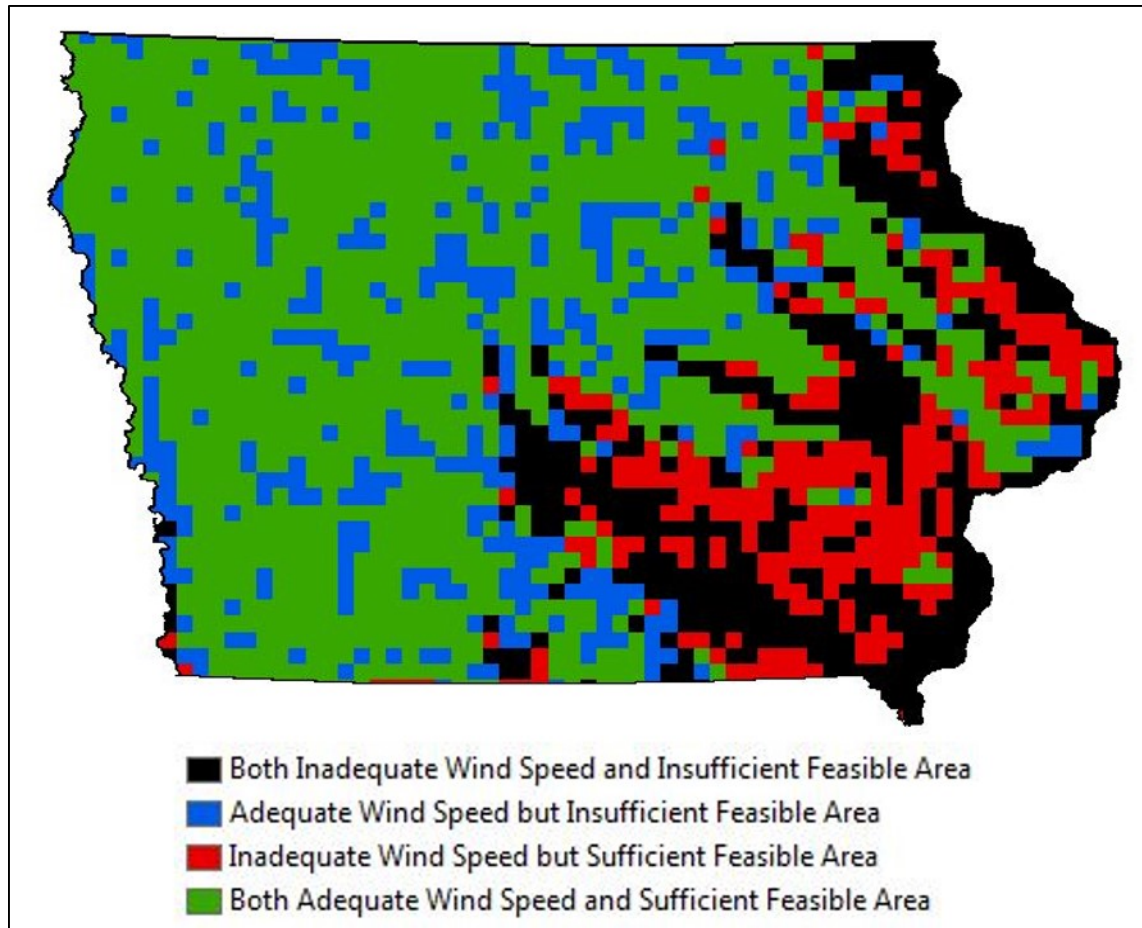 Both Inadequate Wind Speed and Insufficient Feasible Area
Adequate Wind Speed but Insufficient Feasible Area
Inadequate Wind Speed but Sufficient Feasible Area
Both Adequate Wind Speed and Sufficient Feasible Area